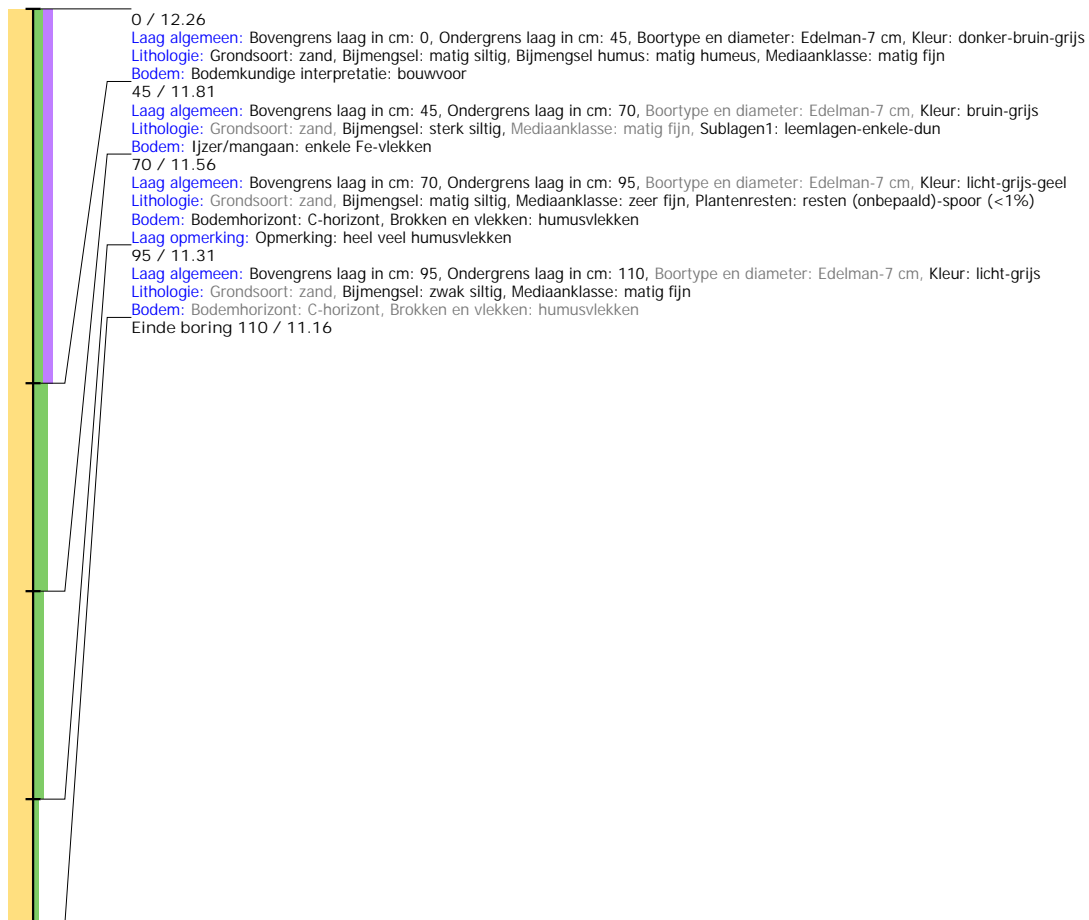 0 / 12.26
Laag algemeen: Bovengrens laag in cm: 0, Ondergrens laag in cm: 45, Boortype en diameter: Edelman-7 cm, Kleur: donker-bruin-grijs
Lithologie: Grondsoort: zand, Bijmengsel: matig siltig, Bijmengsel humus: matig humeus, Mediaanklasse: matig fijn
Bodem: Bodemkundige interpretatie: bouwvoor
45 / 11.81
Laag algemeen: Bovengrens laag in cm: 45, Ondergrens laag in cm: 70, Boortype en diameter: Edelman-7 cm, Kleur: bruin-grijs
Lithologie: Grondsoort: zand, Bijmengsel: sterk siltig, Mediaanklasse: matig fijn, Sublagen1: leemlagen-enkele-dun
Bodem: Ijzer/mangaan: enkele Fe-vlekken
70 / 11.56
Laag algemeen: Bovengrens laag in cm: 70, Ondergrens laag in cm: 95, Boortype en diameter: Edelman-7 cm, Kleur: licht-grijs-geel
Lithologie: Grondsoort: zand, Bijmengsel: matig siltig, Mediaanklasse: zeer fijn, Plantenresten: resten (onbepaald)-spoor (<1%)
Bodem: Bodemhorizont: C-horizont, Brokken en vlekken: humusvlekken
Laag opmerking: Opmerking: heel veel humusvlekken
95 / 11.31
Laag algemeen: Bovengrens laag in cm: 95, Ondergrens laag in cm: 110, Boortype en diameter: Edelman-7 cm, Kleur: licht-grijs
Lithologie: Grondsoort: zand, Bijmengsel: zwak siltig, Mediaanklasse: matig fijn
Bodem: Bodemhorizont: C-horizont, Brokken en vlekken: humusvlekken
Einde boring 110 / 11.16